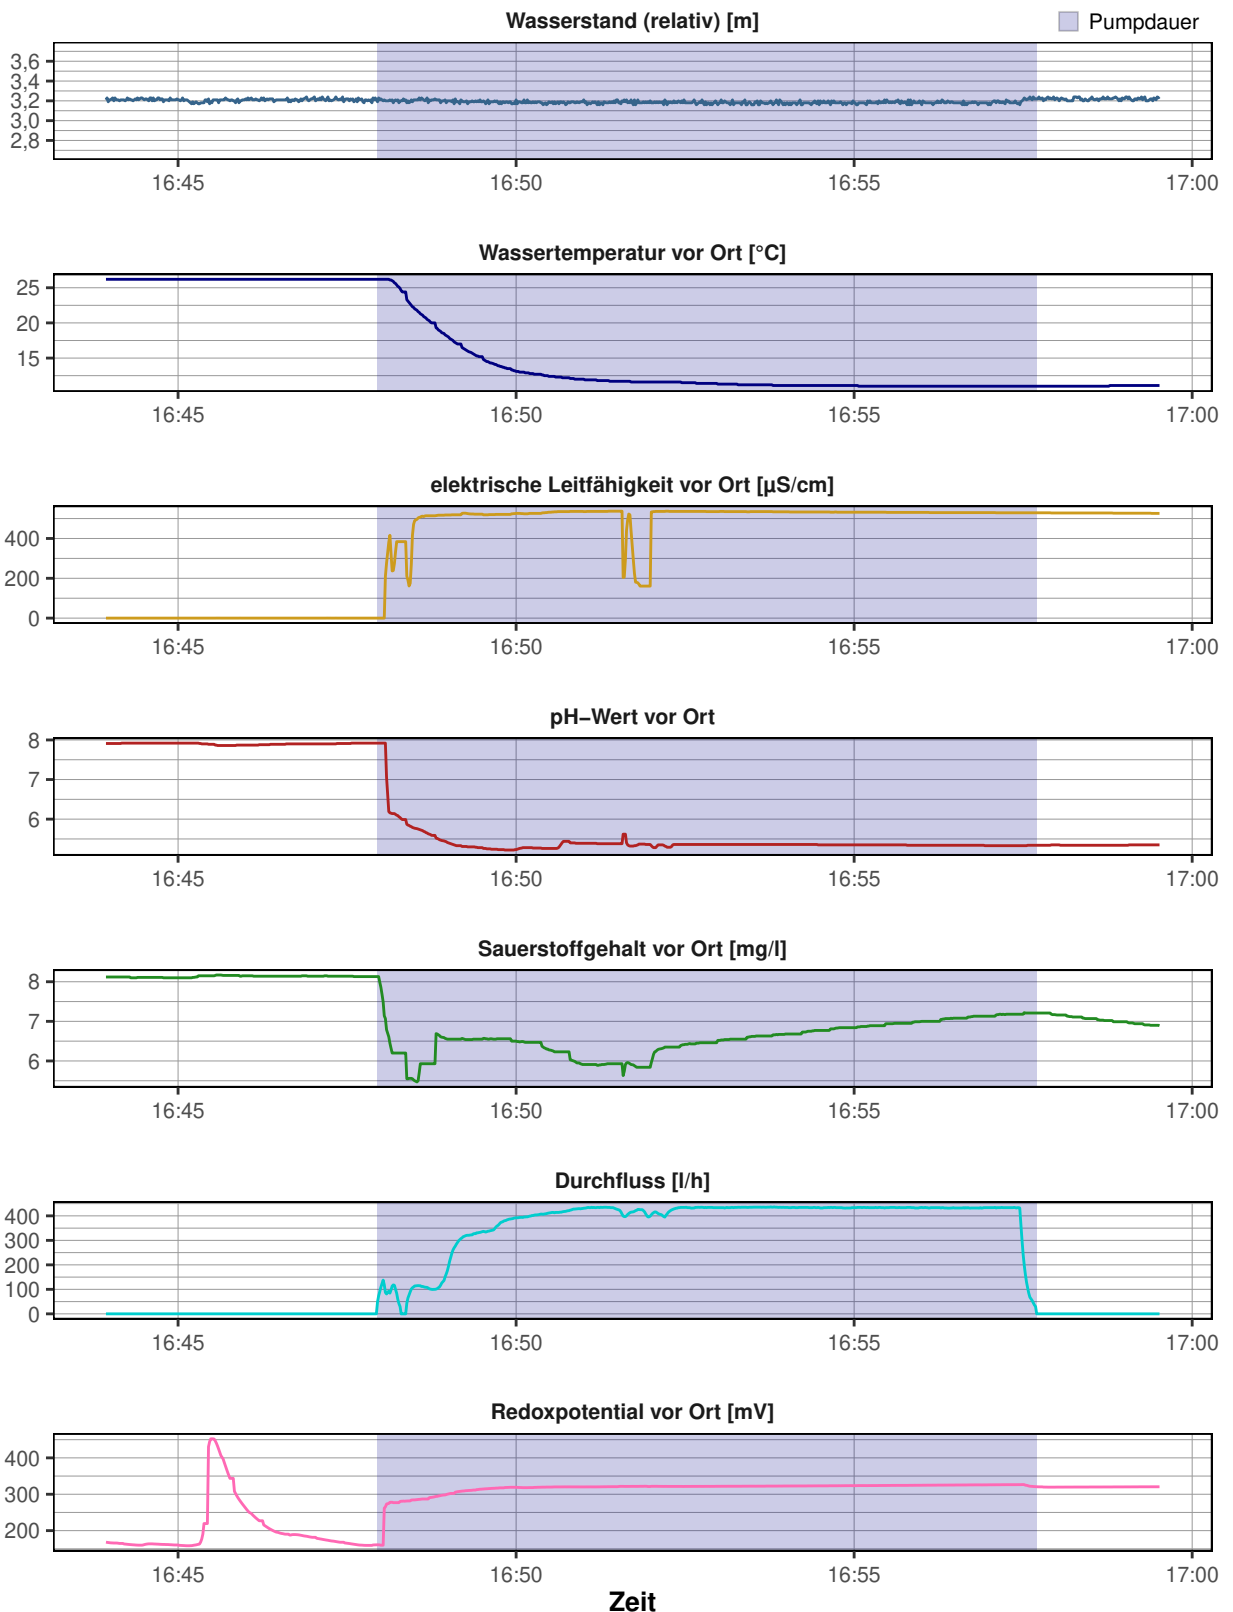 Wasserstand (relativ) [m]
Pumpdauer
3,6
3,4
3,2
3,0
2,8
16:45 16:50 16:55 17:00
Wassertemperatur vor Ort [°C]
25
20
15
16:45 16:50 16:55 17:00
elektrische Leitfähigkeit vor Ort [µS/cm]
400
200
0
16:45 16:50 16:55 17:00
pH−Wert vor Ort
8
7
6
16:45 16:50 16:55 17:00
Sauerstoffgehalt vor Ort [mg/l]
8
7
6
16:45 16:50 16:55 17:00
Durchfluss [l/h]
400
300
200
100
0
16:45 16:50 16:55 17:00
Redoxpotential vor Ort [mV]
400
300
200
16:45 16:50 16:55 17:00
Zeit